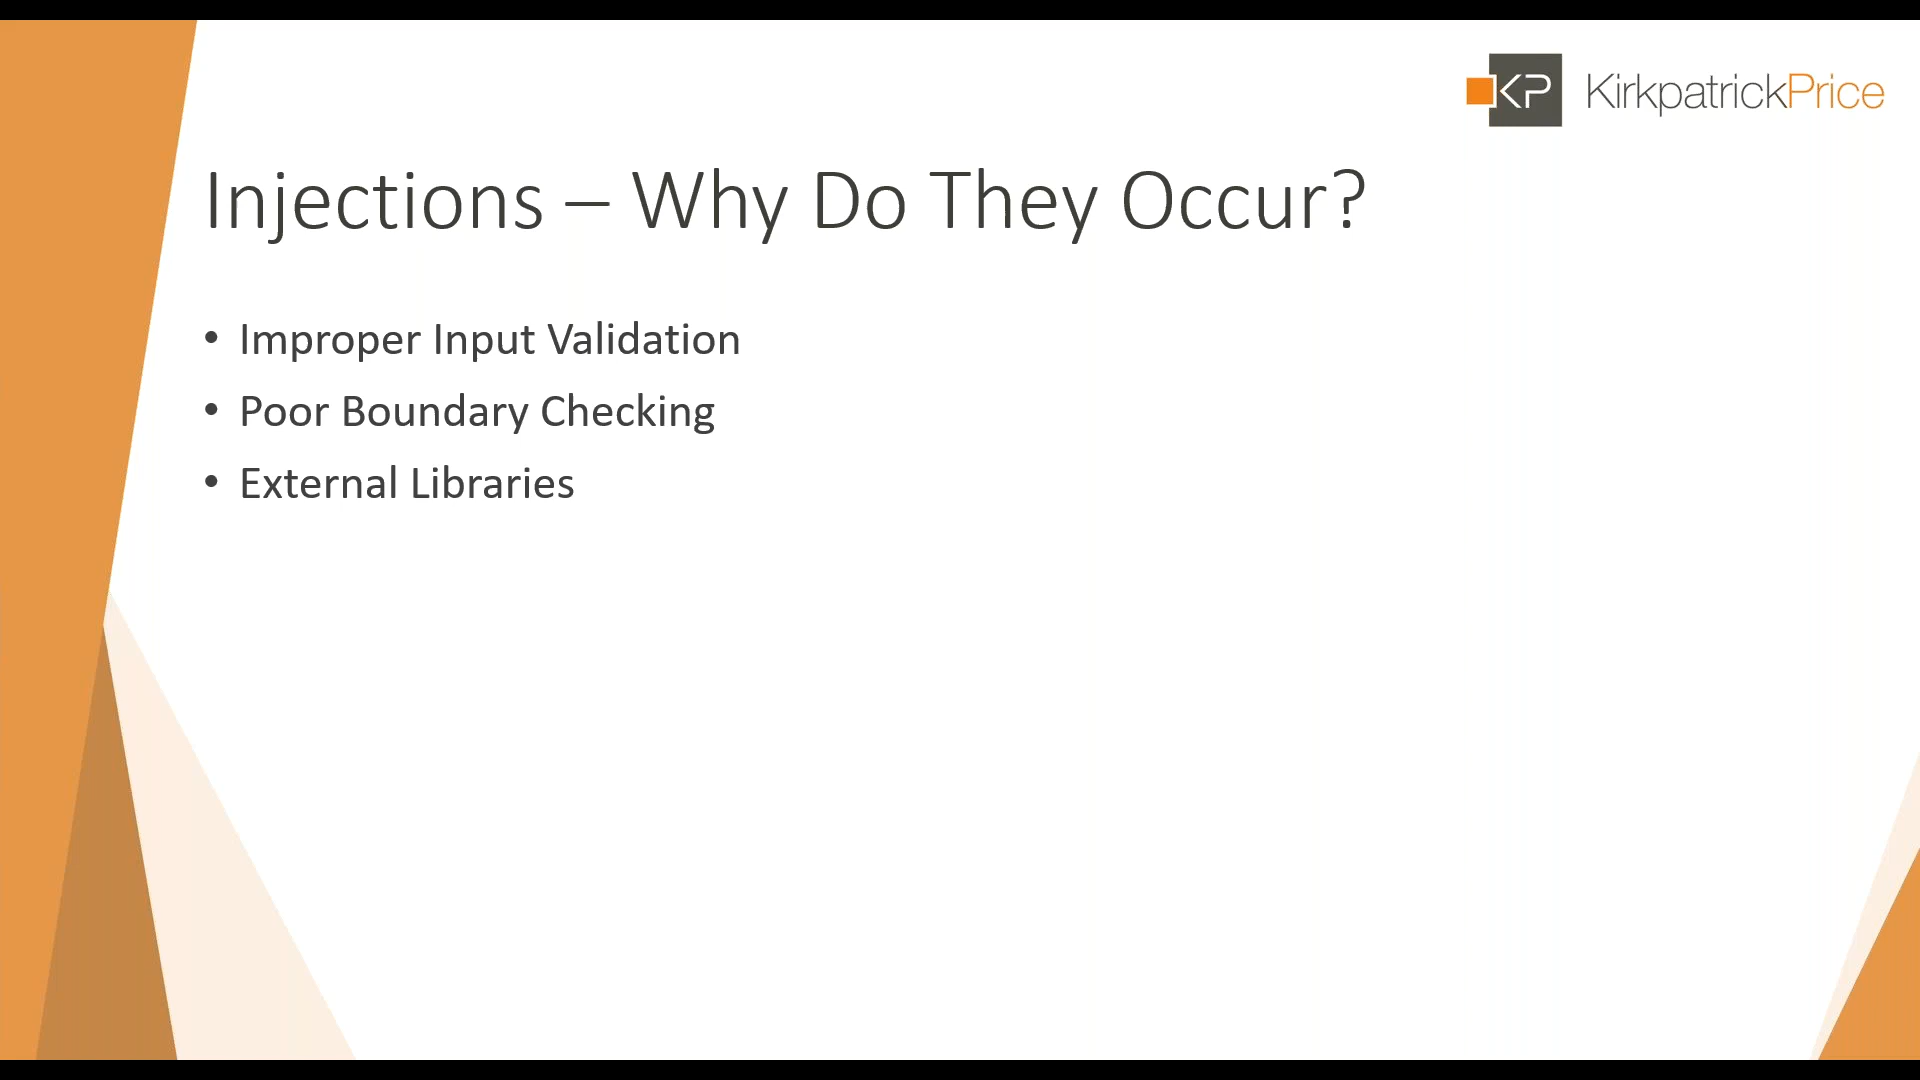 KP KirkpatrickPrice
Injections – Why Do They Occur?
• Improper Input Validation
• Poor Boundary Checking
• External Libraries